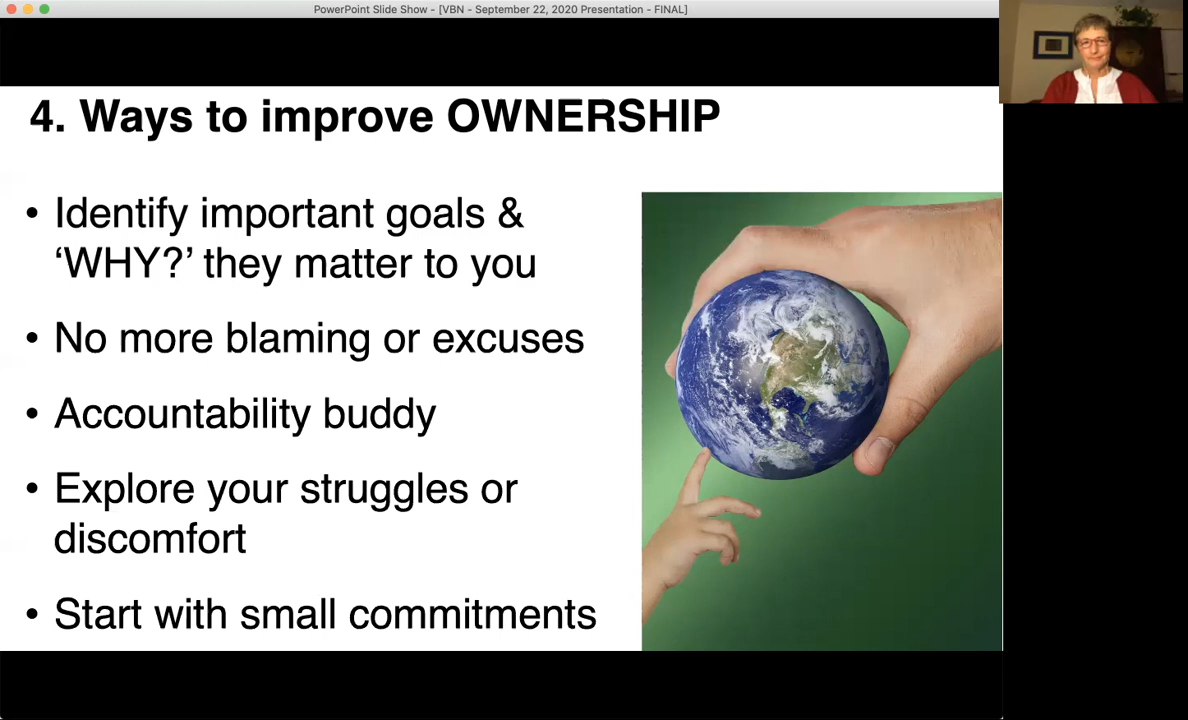 PowerPoint Slide Show - [VBN - September 22, 2020 Presentation - FINAL]
4. Ways to improve OWNERSHIP
• Identify important goals &
‘WHY?’ they matter to you
• No more blaming or excuses
• Accountability buddy
• Explore your struggles or
discomfort
• Start with small commitments